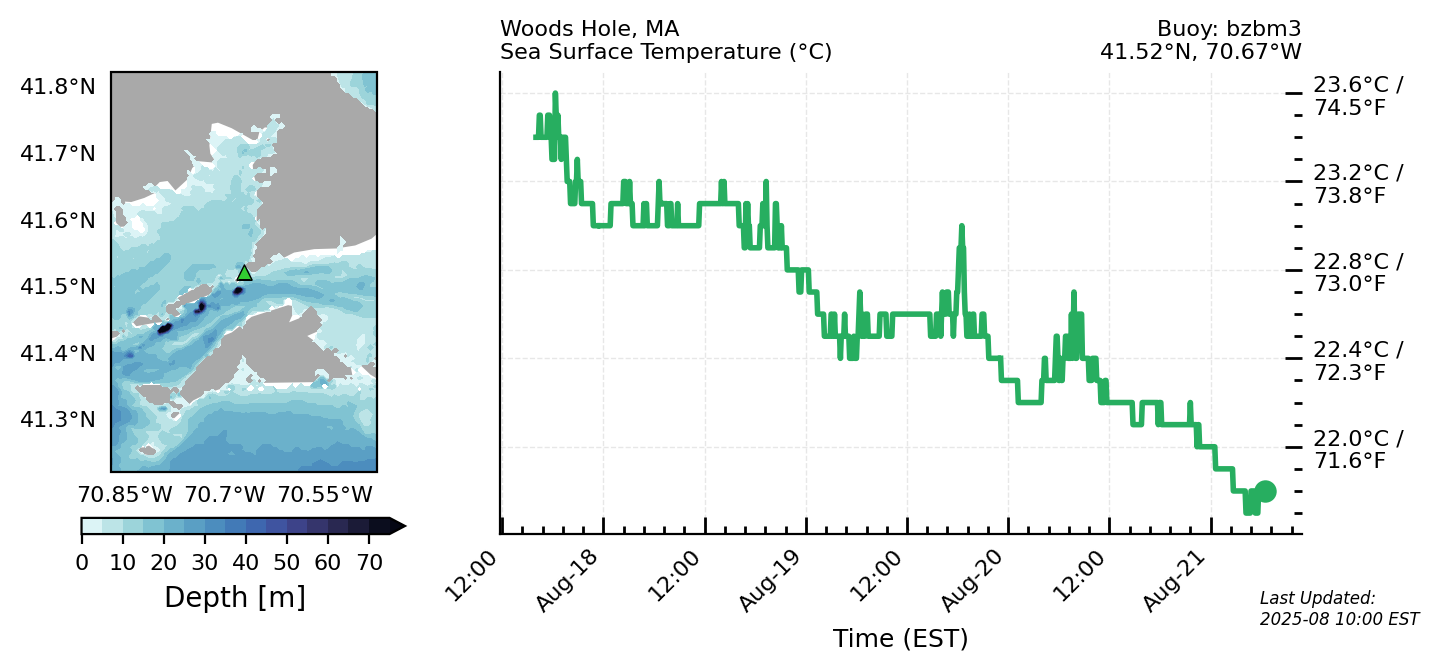 Woods Hole, MA
Sea Surface Temperature (°C)
Buoy: bzbm3
41.52°N, 70.67°W
41.8°N
41.7°N
41.6°N
41.5°N
41.4°N
41.3°N
70.85°W 70.7°W 70.55°W
0 10 20 30 40 50 60 70
Depth [m]
23.6°C /
74.5°F
23.2°C /
73.8°F
22.8°C /
73.0°F
22.4°C /
72.3°F
22.0°C /
71.6°F
12:00
Aug-18
12:00
Aug-19
12:00
Aug-20
12:00
Aug-21
Time (EST)
Last Updated:
2025-08 10:00 EST